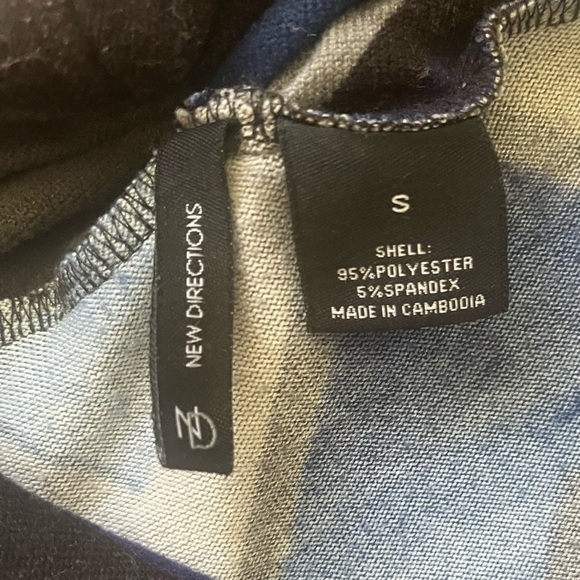 NEW DIRECTIONS
ND
S
SHELL:
95%POLYESTER
5%SPANDEX
MADE IN CAMBODIA